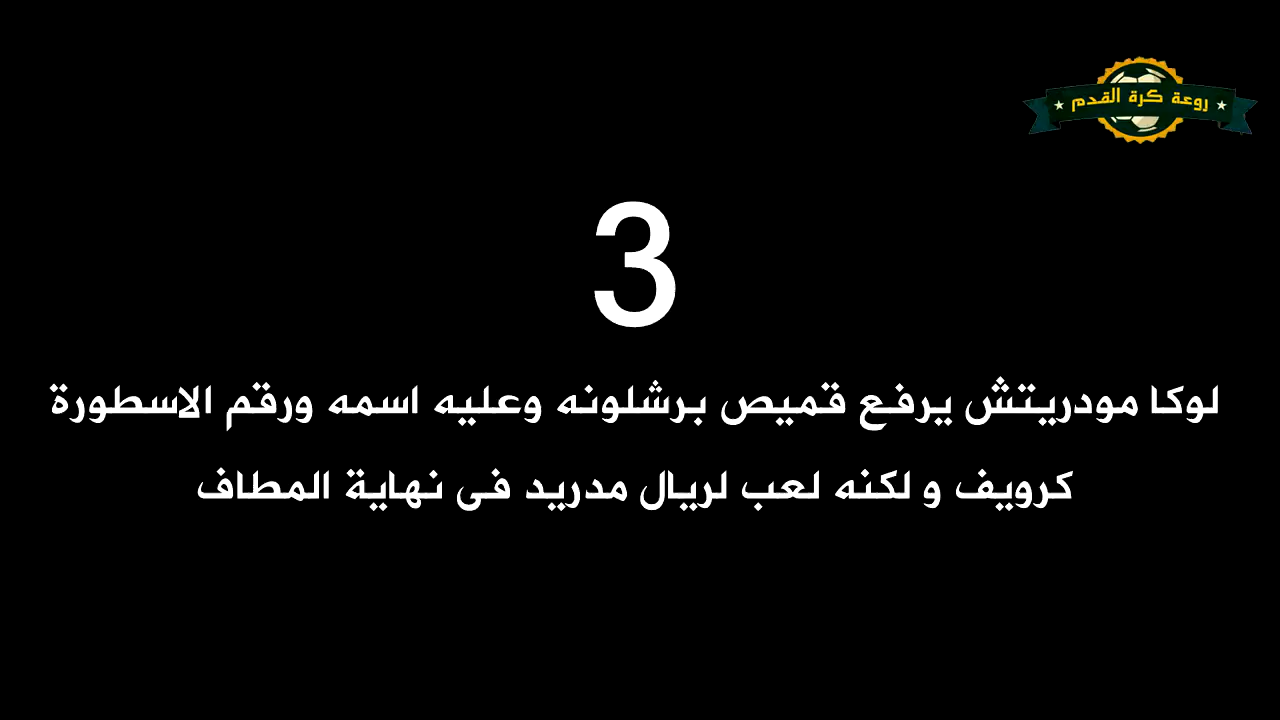 روعة كرة القدم
3
لوكا مودريتش يرفع قميص برشلونه وعليه اسمه ورقم الاسطورة
كرويف و لكنه لعب لريال مدريد فى نهاية المطاف